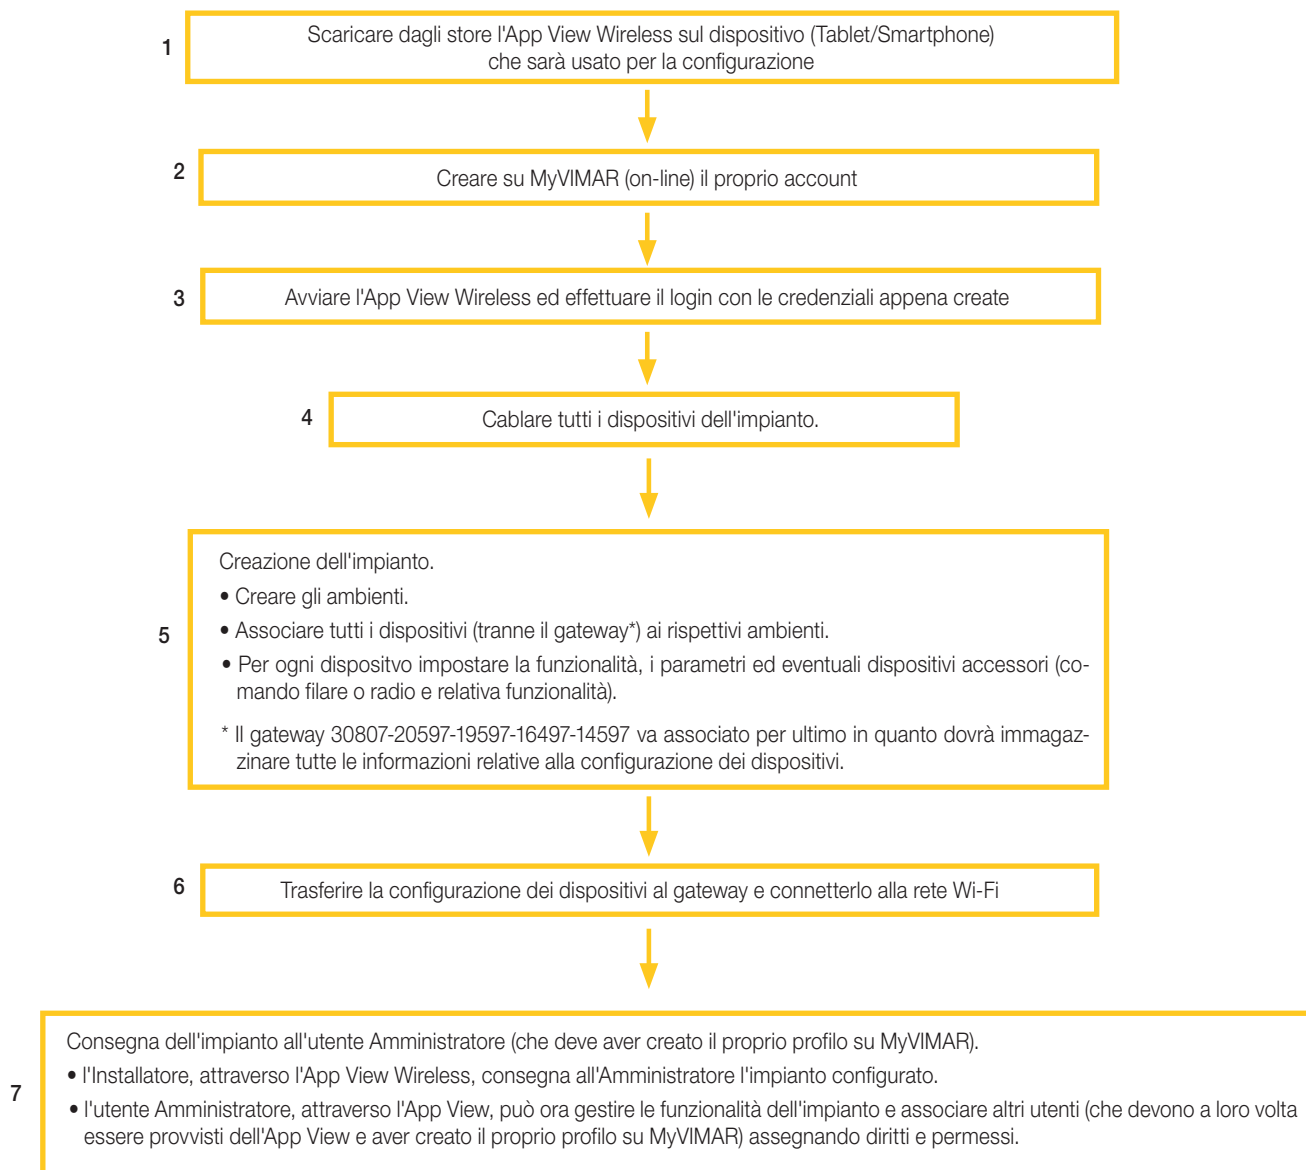 1
Scaricare dagli store l'App View Wireless sul dispositivo (Tablet/Smartphone)
che sarà usato per la configurazione
2
Creare su MyVIMAR (on-line) il proprio account
3
Avviare l'App View Wireless ed effettuare il login con le credenziali appena create
4
Cablare tutti i dispositivi dell'impianto.
5
Creazione dell'impianto.
• Creare gli ambienti.
• Associare tutti i dispositivi (tranne il gateway*) ai rispettivi ambienti.
• Per ogni dispositvo impostare la funzionalità, i parametri ed eventuali dispositivi accessori (co-
mando filare o radio e relativa funzionalità).
* Il gateway 30807-20597-19597-16497-14597 va associato per ultimo in quanto dovrà immagaz-
zinare tutte le informazioni relative alla configurazione dei dispositivi.
6
Trasferire la configurazione dei dispositivi al gateway e connetterlo alla rete Wi-Fi
7
Consegna dell'impianto all'utente Amministratore (che deve aver creato il proprio profilo su MyVIMAR).
• l'Installatore, attraverso l'App View Wireless, consegna all'Amministratore l'impianto configurato.
• l'utente Amministratore, attraverso l'App View, può ora gestire le funzionalità dell'impianto e associare altri utenti (che devono a loro volta
essere provvisti dell'App View e aver creato il proprio profilo su MyVIMAR) assegnando diritti e permessi.